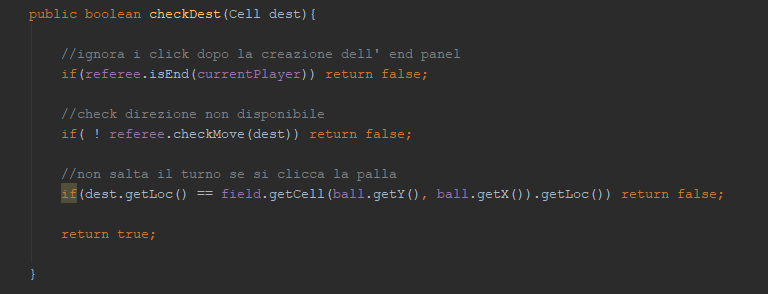 public boolean checkDest(Cell dest){
//ignora i click dopo la creazione dell' end panel
if(referee.isEnd(currentPlayer)) return false;
//check direzione non disponibile
if( ! referee.checkMove(dest)) return false;
//non salta il turno se si clicca la palla
if(dest.getLoc() == field.getCell(ball.getY(), ball.getX()).getLoc()) return false;
return true;
}